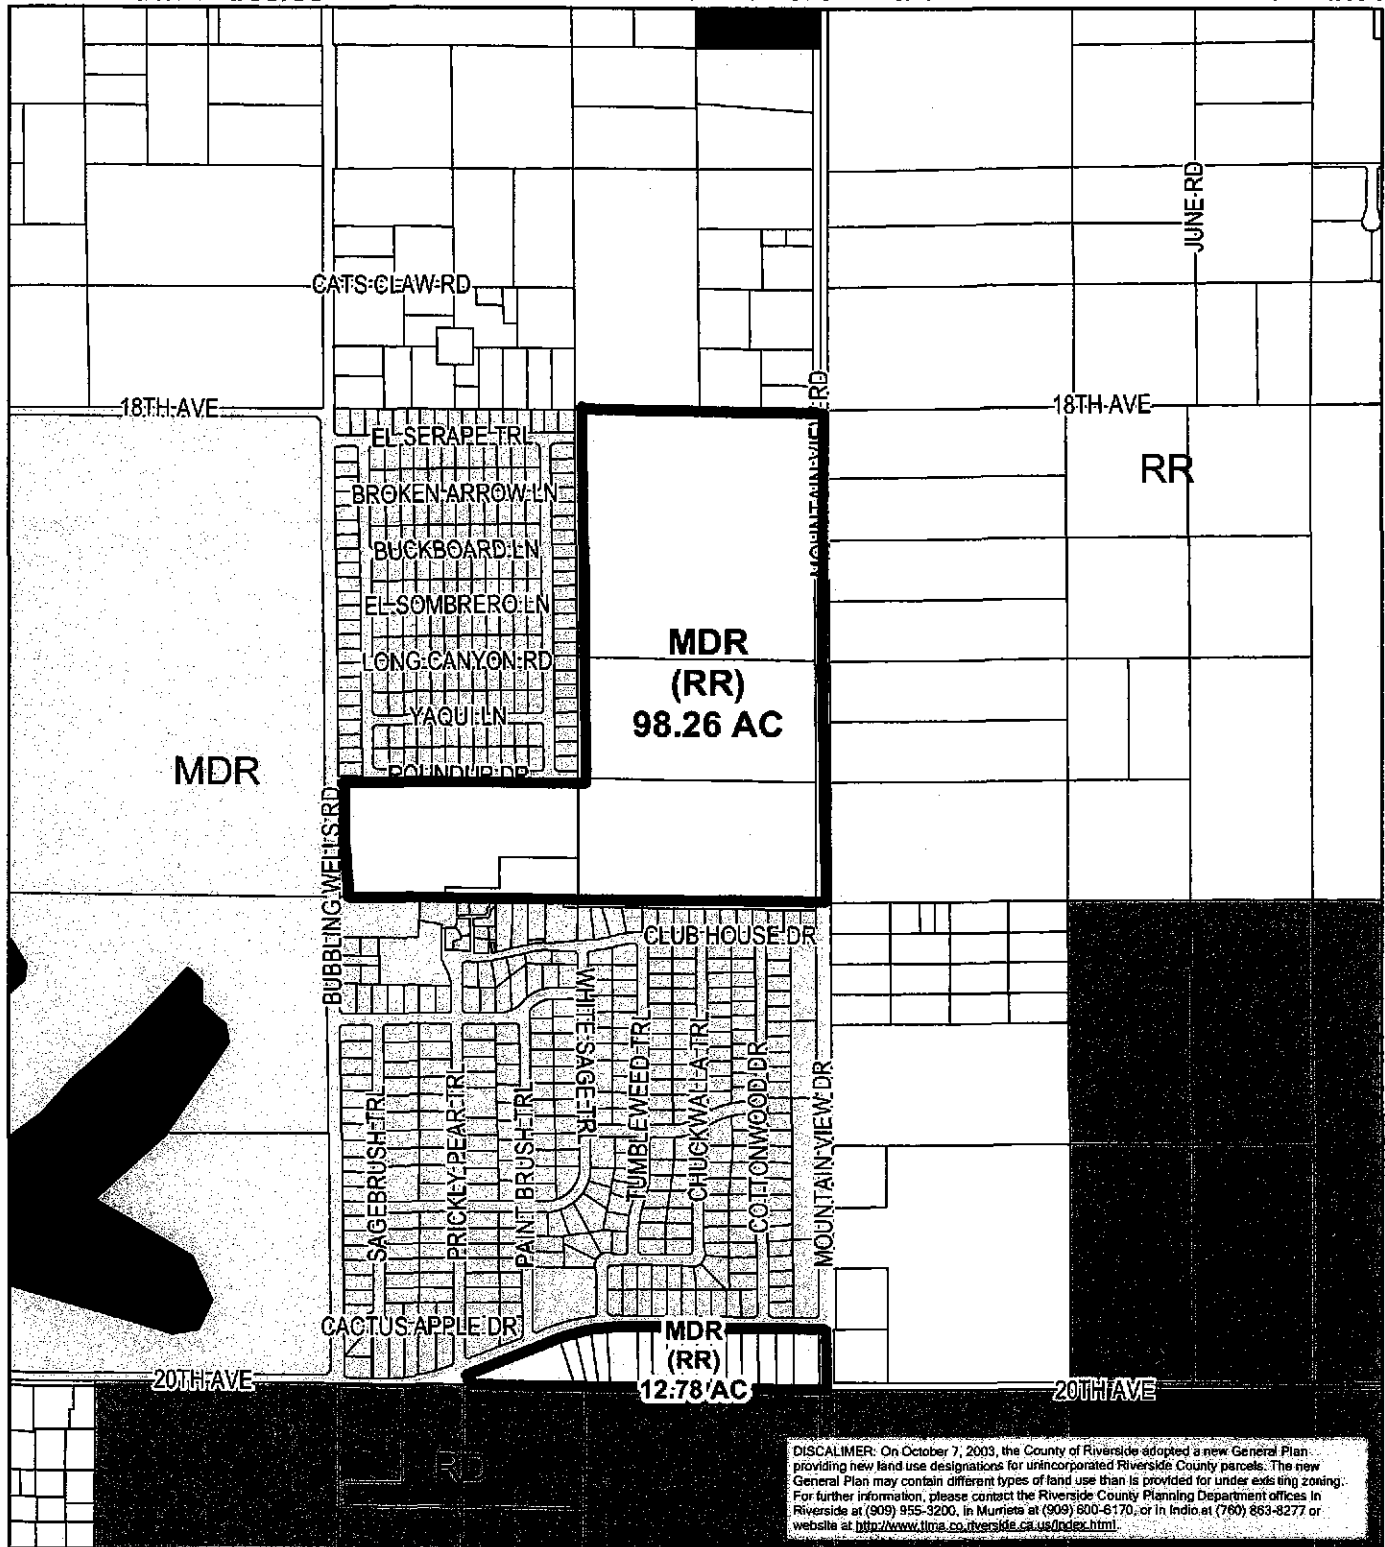 CATS CLAW RD
JUNE RD
18TH AVE
MOUNTAIN VIEW RD
18TH AVE
EL SERAPE TRL
RR
BROKEN ARROW LN
BUCKBOARD LN
EL SOMBRERO LN
LONG CANYON RD
MDR
(RR)
98.26 AC
YAQUI LN
MDR
ROUNDUP DR
BUBBLING WELLS RD
CLUB HOUSE DR
WHITE SAGE TRL
TUMBLEWEED TRL
CHUCKWALLA TRL
COTTONWOOD DR
MOUNTAIN VIEW DR
SAGEBRUSH TRL
PRICKLEY PEAR TRL
PAINT BRUSH TRL
CACTUS APPLE DR
MDR
(RR)
12.78 AC
20TH AVE
20TH AVE
DISCALIMER: On October 7, 2003, the County of Riverside adopted a new General Plan
providing new land use designations for unincorporated Riverside County parcels. The new
General Plan may contain different types of land use than is provided for under existing zoning.
For further information, please contact the Riverside County Planning Department offices in
Riverside at (909) 955-3200, in Murrieta at (909) 600-6170, or in Indio at (760) 863-8277 or
website at http://www.tlma.co.riverside.ca.us/index.html